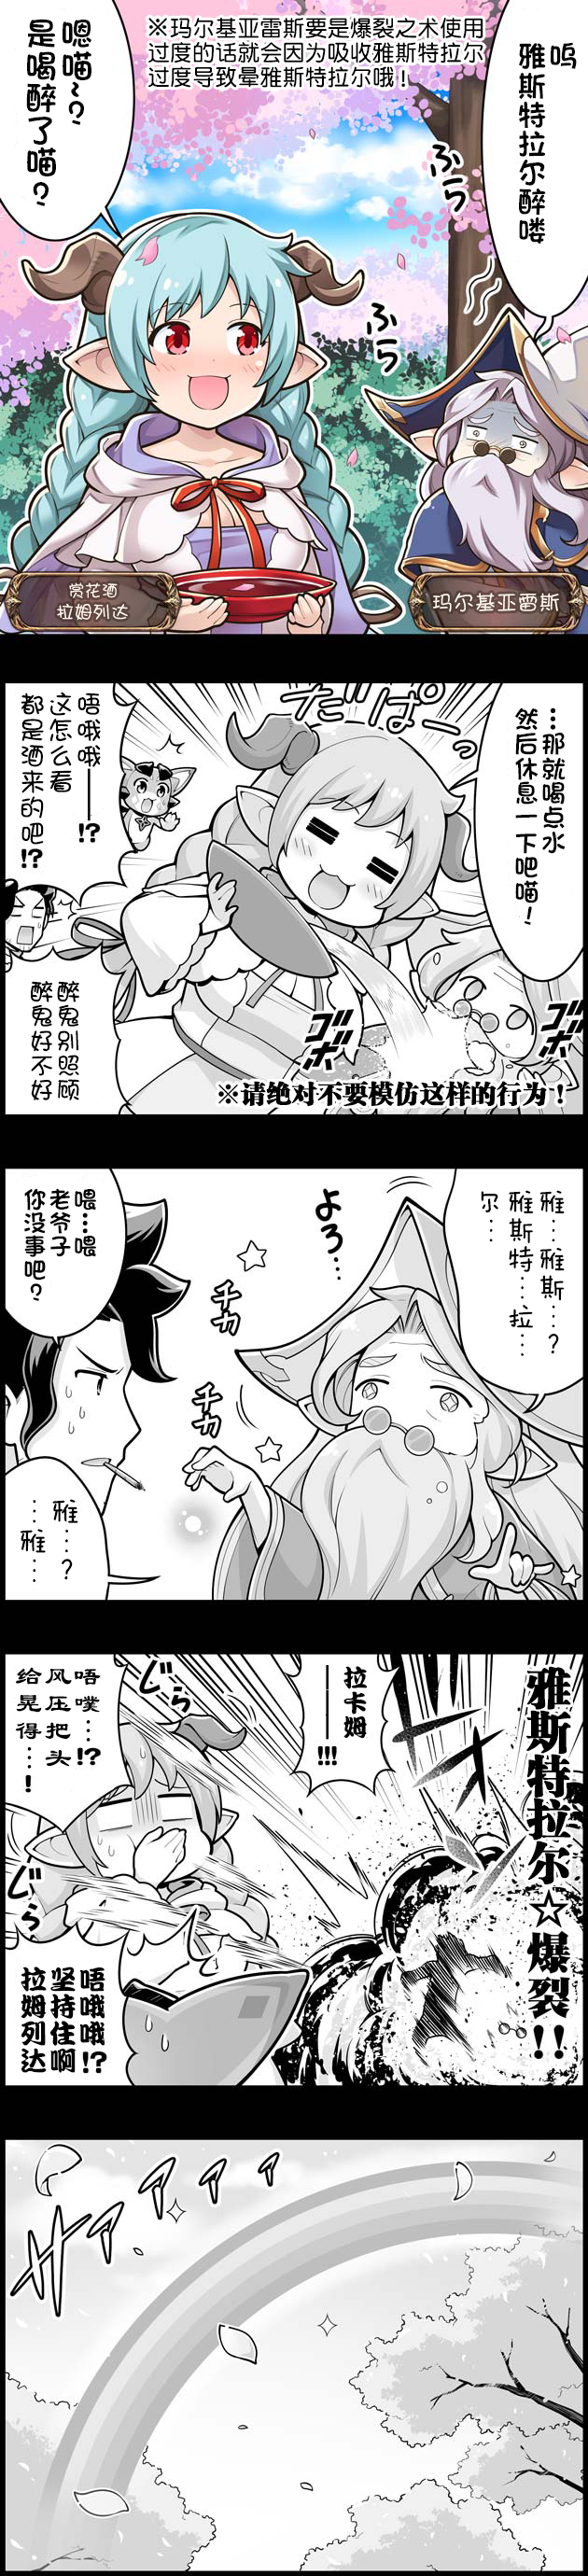 ※玛尔基亚雷斯要是爆裂之术使用
过度的话就会因为吸收雅斯特拉尔
过度导致晕雅斯特拉尔哦！
呜
雅斯特拉尔醉喽
嗯喵~？
是喝醉了喵？
ふら
ふら
赏花酒
拉姆列达
玛尔基亚雷斯
…那就喝点水
然后休息一下吧喵！
だばぱーっ
唔哦哦——!?
这怎么看
都是酒来的吧!?
醉鬼别照顾
醉鬼好不好
ゴボ
ゴボ
※请绝对不要模仿这样的行为！
雅…雅斯…？
雅斯特…拉…
尔…
よろ…
喂…喂
老爷子
你没事吧？
チカ
チカ
雅…？
…雅…
雅斯特拉尔☆爆裂!!
拉卡姆
——!!!
じら
唔噗…!?
风压把头
给晃得…！
じら
唔哦哦!?
坚持住啊
拉姆列达
サァァァ